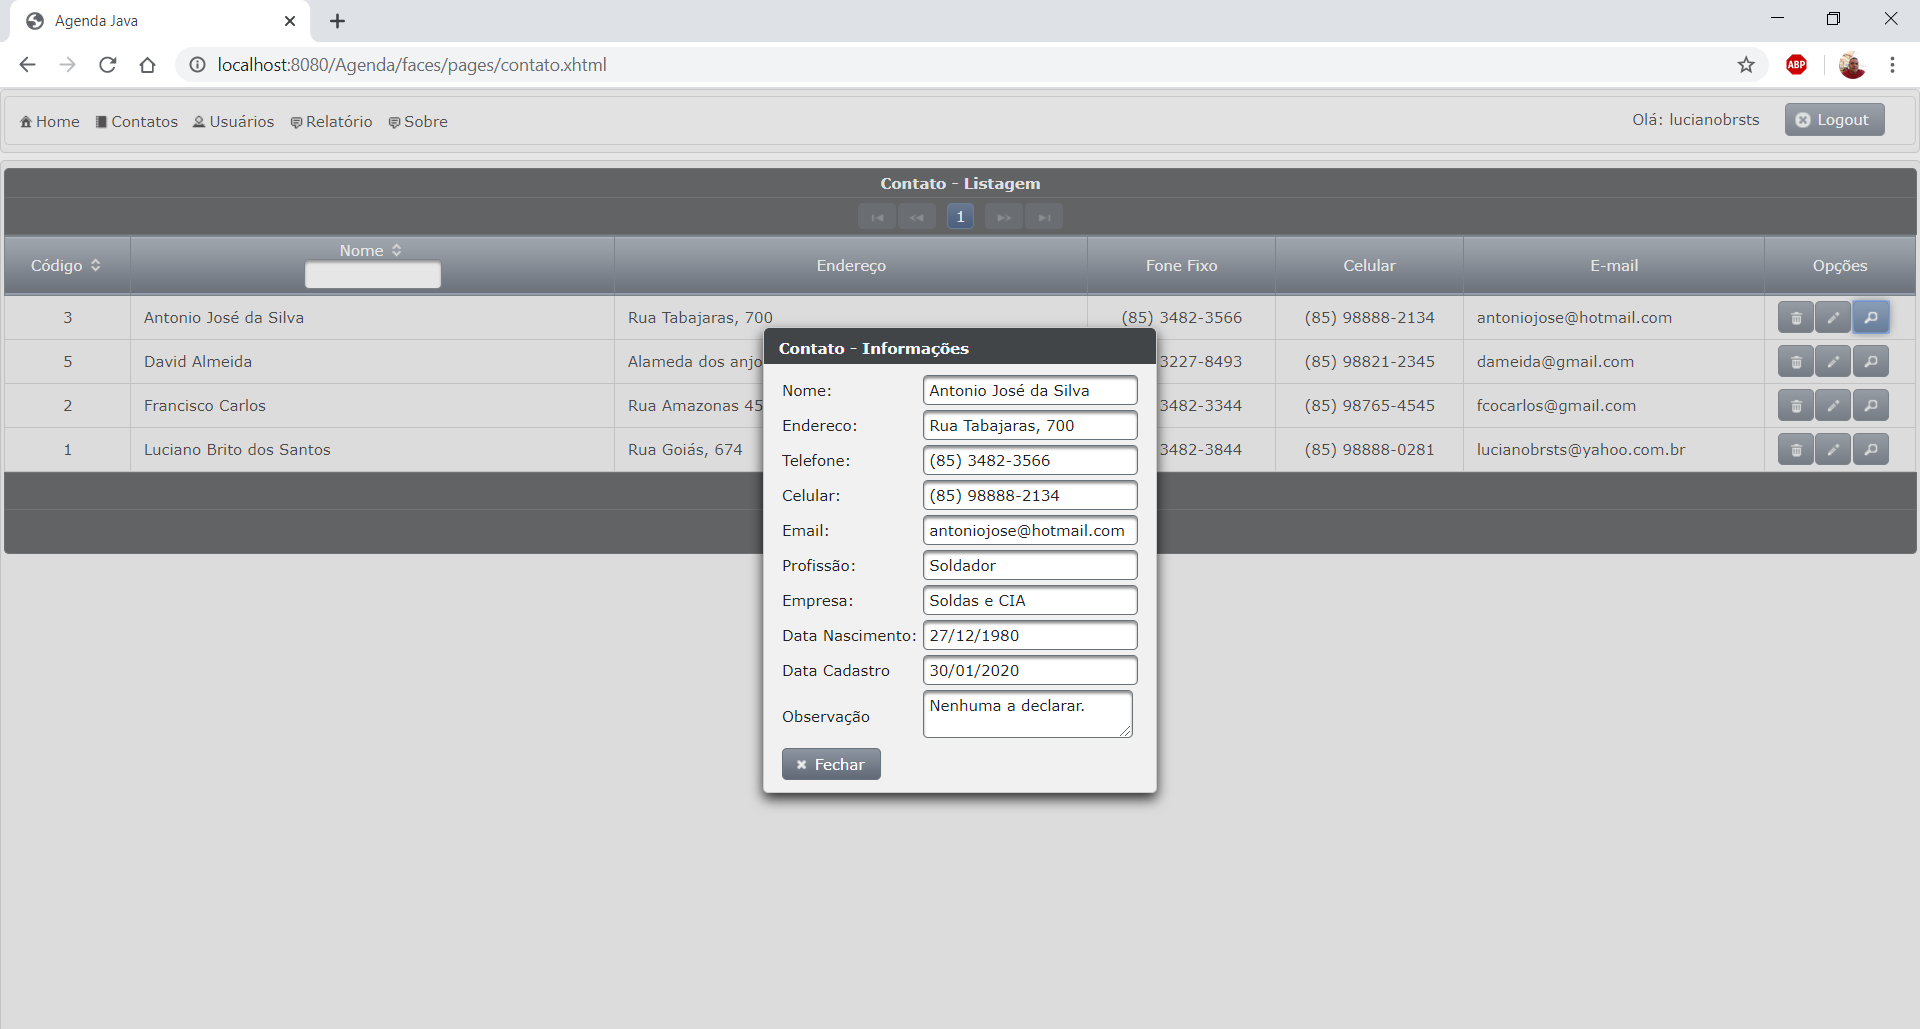 Agenda Java
localhost:8080/Agenda/faces/pages/contato.xhtml
ABP
Home Contatos Usuários Relatório Sobre
Olá: lucianobrsts Logout
Contato - Listagem
1
Código Nome Endereço Fone Fixo Celular E-mail Opções
3 Antonio José da Silva Rua Tabajaras, 700 (85) 3482-3566 (85) 98888-2134 antoniojose@hotmail.com
5 David Almeida Alameda dos anjo 3227-8493 (85) 98821-2345 dameida@gmail.com
2 Francisco Carlos Rua Amazonas 45 3482-3344 (85) 98765-4545 fcocarlos@gmail.com
1 Luciano Brito dos Santos Rua Goiás, 674 3482-3844 (85) 98888-0281 lucianobrsts@yahoo.com.br
Contato - Informações
Nome: Antonio José da Silva
Endereco: Rua Tabajaras, 700
Telefone: (85) 3482-3566
Celular: (85) 98888-2134
Email: antoniojose@hotmail.com
Profissão: Soldador
Empresa: Soldas e CIA
Data Nascimento: 27/12/1980
Data Cadastro 30/01/2020
Observação Nenhuma a declarar.
Fechar